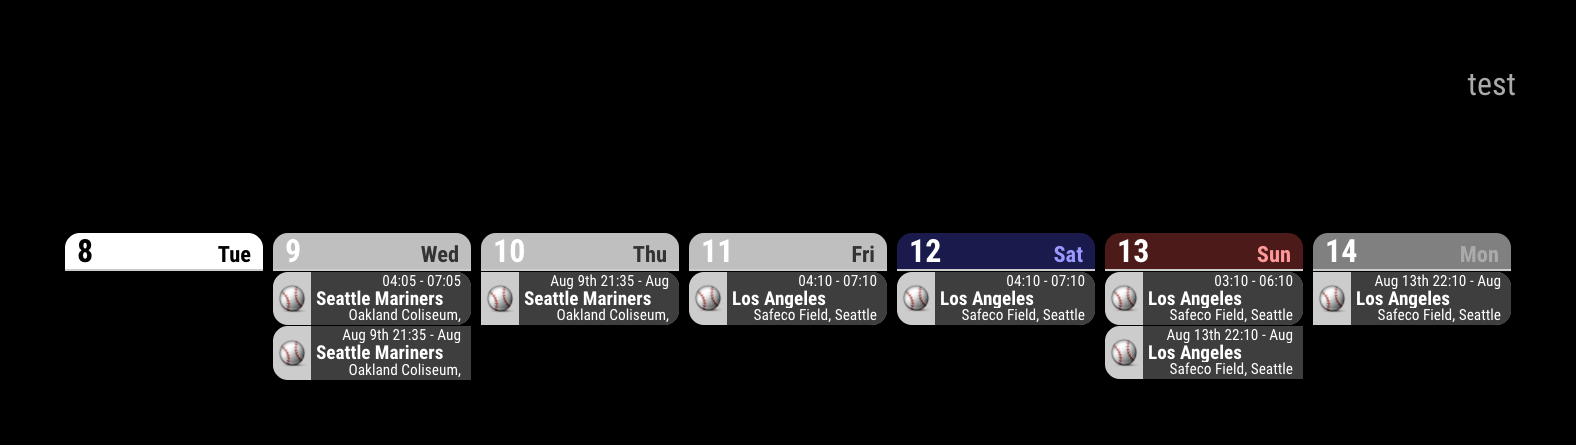 test
8 Tue
9 Wed
04:05 - 07:05
Seattle Mariners
Oakland Coliseum,
Aug 9th 21:35 - Aug
Seattle Mariners
Oakland Coliseum,
10 Thu
Aug 9th 21:35 - Aug
Seattle Mariners
Oakland Coliseum,
11 Fri
04:10 - 07:10
Los Angeles
Safeco Field, Seattle
12 Sat
04:10 - 07:10
Los Angeles
Safeco Field, Seattle
13 Sun
03:10 - 06:10
Los Angeles
Safeco Field, Seattle
Aug 13th 22:10 - Aug
Los Angeles
Safeco Field, Seattle
14 Mon
Aug 13th 22:10 - Aug
Los Angeles
Safeco Field, Seattle